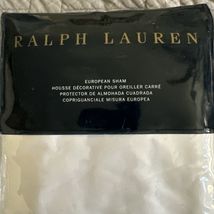 RALPH LAUREN
EUROPEAN SHAM
HOUSSE DÉCORATIVE POUR OREILLER CARRÉ
PROTECTOR DE ALMOHADA CUADRADA
COPRIGUANCIALE MISURA EUROPEA